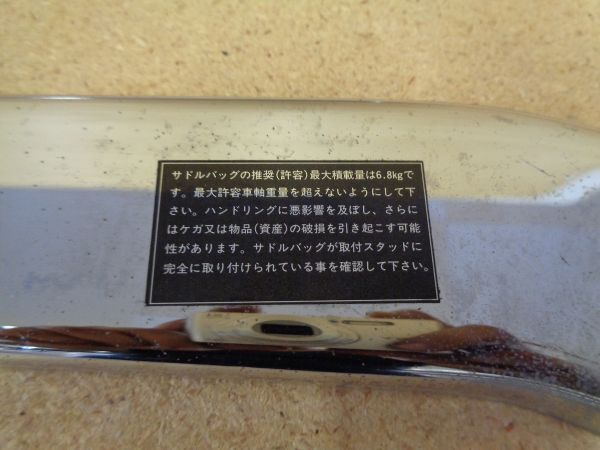 サドルバッグの推奨(許容)最大積載量は6.8kgで
す。最大許容車軸重量を超えないようにして下
さい。ハンドリングに悪影響を及ぼし、さらに
はケガ又は物品(資産)の破損を引き起こす可能
性があります。サドルバッグが取付スタッドに
完全に取り付けられている事を確認して下さい。